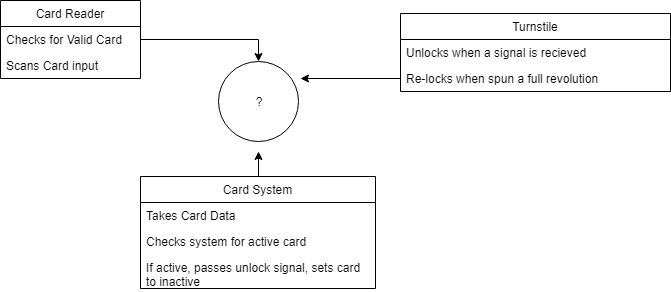 Card Reader
Checks for Valid Card
Scans Card input
Turnstile
Unlocks when a signal is recieved
Re-locks when spun a full revolution
?
Card System
Takes Card Data
Checks system for active card
If active, passes unlock signal, sets card
to inactive